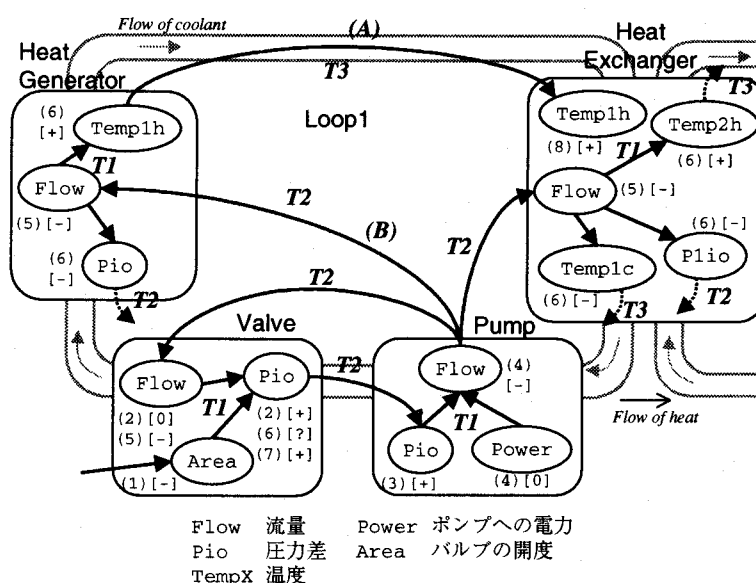 Flow of coolant
(A)
Heat
Generator
Heat
Exchanger
T3
T3
Loop1
(6)
[+]
Temp1h
T1
Flow
(5)[-]
(6)
[-]
Pio
T2
T2
(B)
T2
T2
Temp1h
(8)[+]
Temp2h
(6)[+]
T1
Flow
(5)[-]
(6)[-]
P1io
T2
Temp1c
(6)[-]
T3
Valve
Flow
(2)[0]
(5)[-]
T1
Pio
(2)[+]
(6)[?]
(7)[+]
Area
(1)[-]
T2
Pump
Flow
(4)
[-]
T1
Pio
(3)[+]
Power
(4)[0]
Flow of heat
Flow 流量 Power ポンプへの電力
Pio 圧力差 Area バルブの開度
TempX 温度